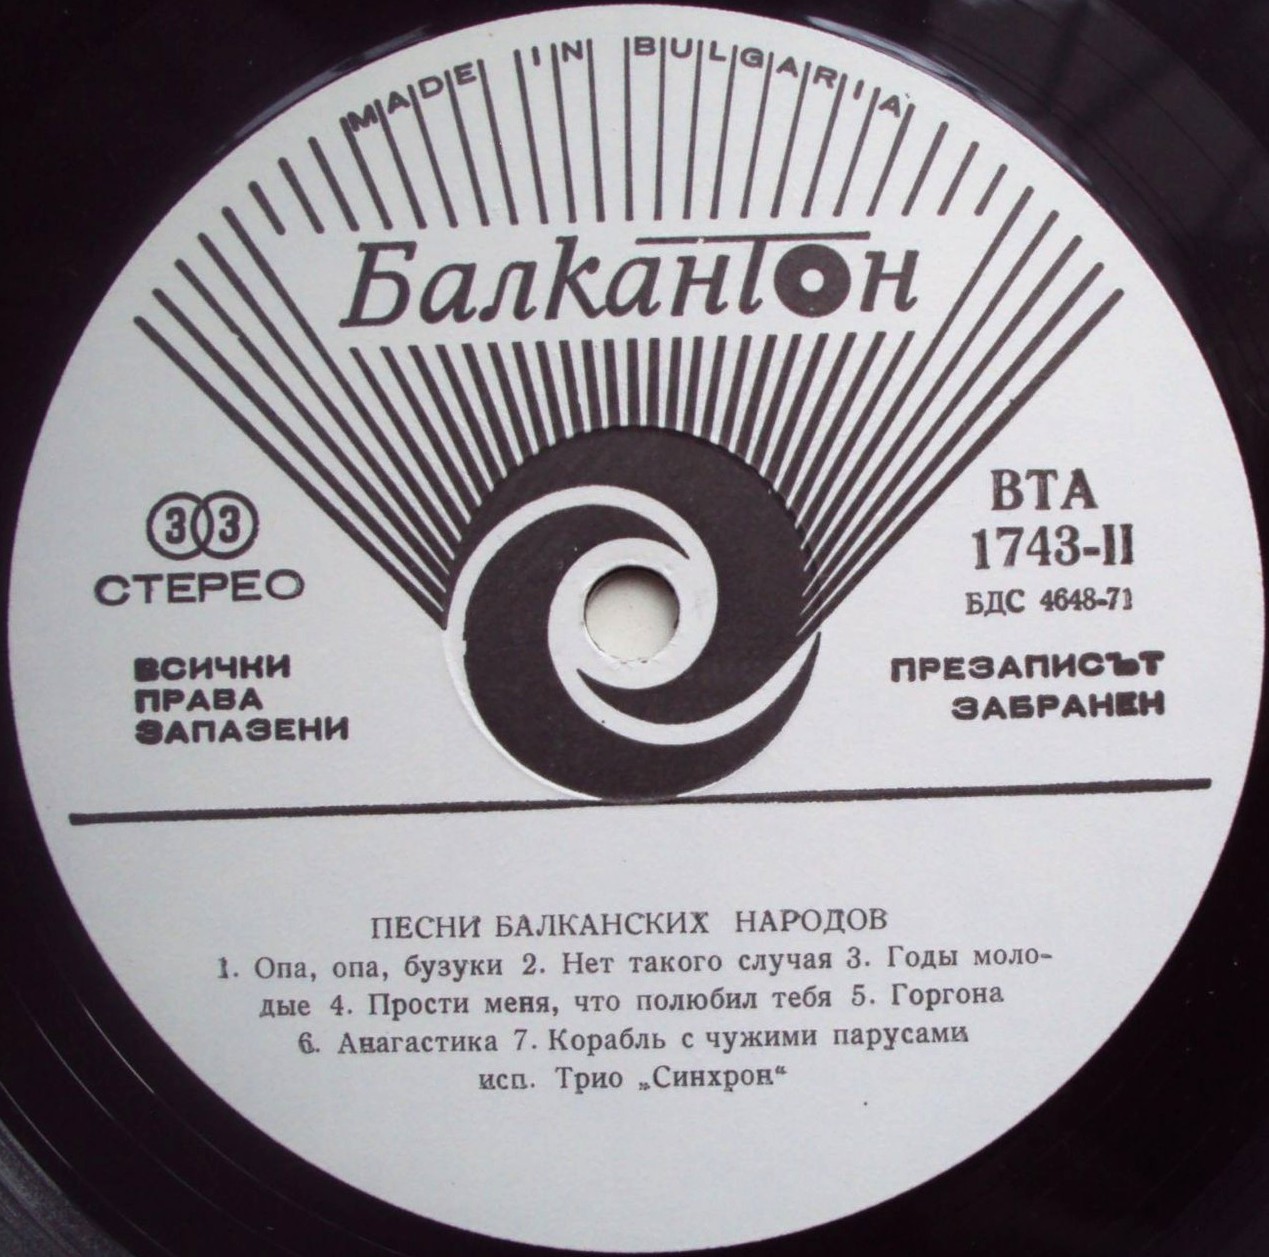 MADE IN BULGARIA
Балкантон
33
СТЕРЕО
ВСИЧКИ
ПРАВА
ЗАПАЗЕНИ
ВТА
1743-II
БДС 4648-71
ПРЕЗАПИСЪТ
ЗАБРАНЕН
ПЕСНИ БАЛКАНСКИХ НАРОДОВ
1. Опа, опа, бузуки 2. Нет такого случая 3. Годы моло-
дые 4. Прости меня, что полюбил тебя 5. Горгона
6. Анагастика 7. Корабль с чужими парусами
исп. Трио „Синхрон“